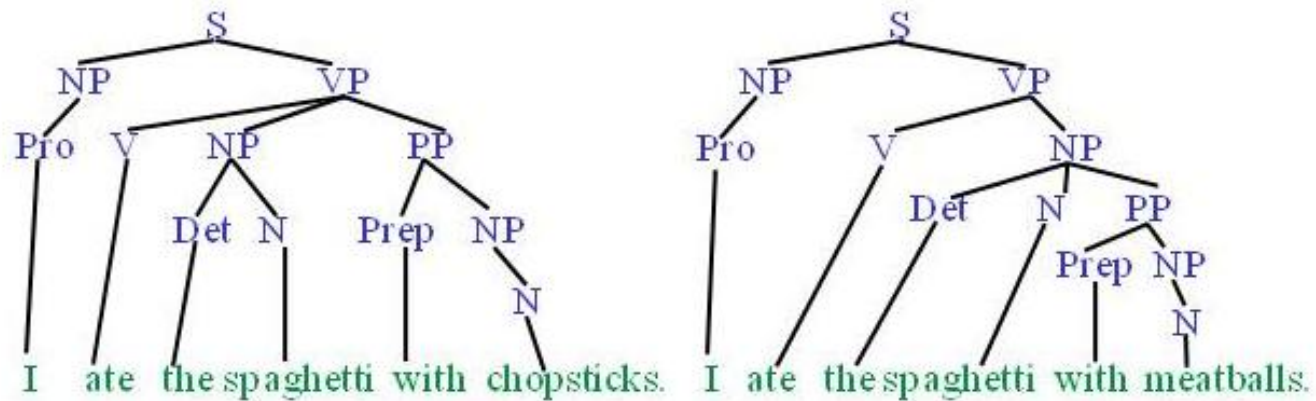 S S
NP VP NP VP
Pro V NP PP Pro V NP
Det N Prep NP Det N PP
N Prep NP
N
I ate the spaghetti with chopsticks. I ate the spaghetti with meatballs.